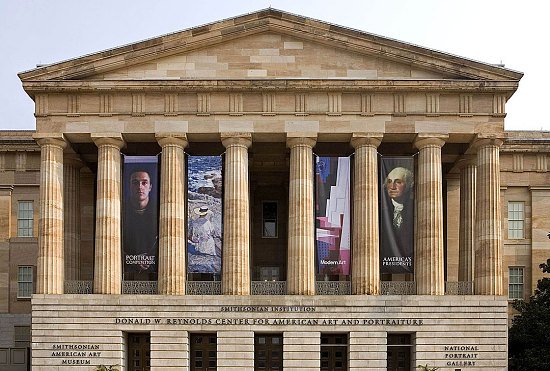 PORTRAIT
COMPETITION
Modern Art
AMERICA'S
PRESIDENTS
SMITHSONIAN INSTITUTION
DONALD W. REYNOLDS CENTER FOR AMERICAN ART AND PORTRAITURE
SMITHSONIAN
AMERICAN ART
MUSEUM
NATIONAL
PORTRAIT
GALLERY